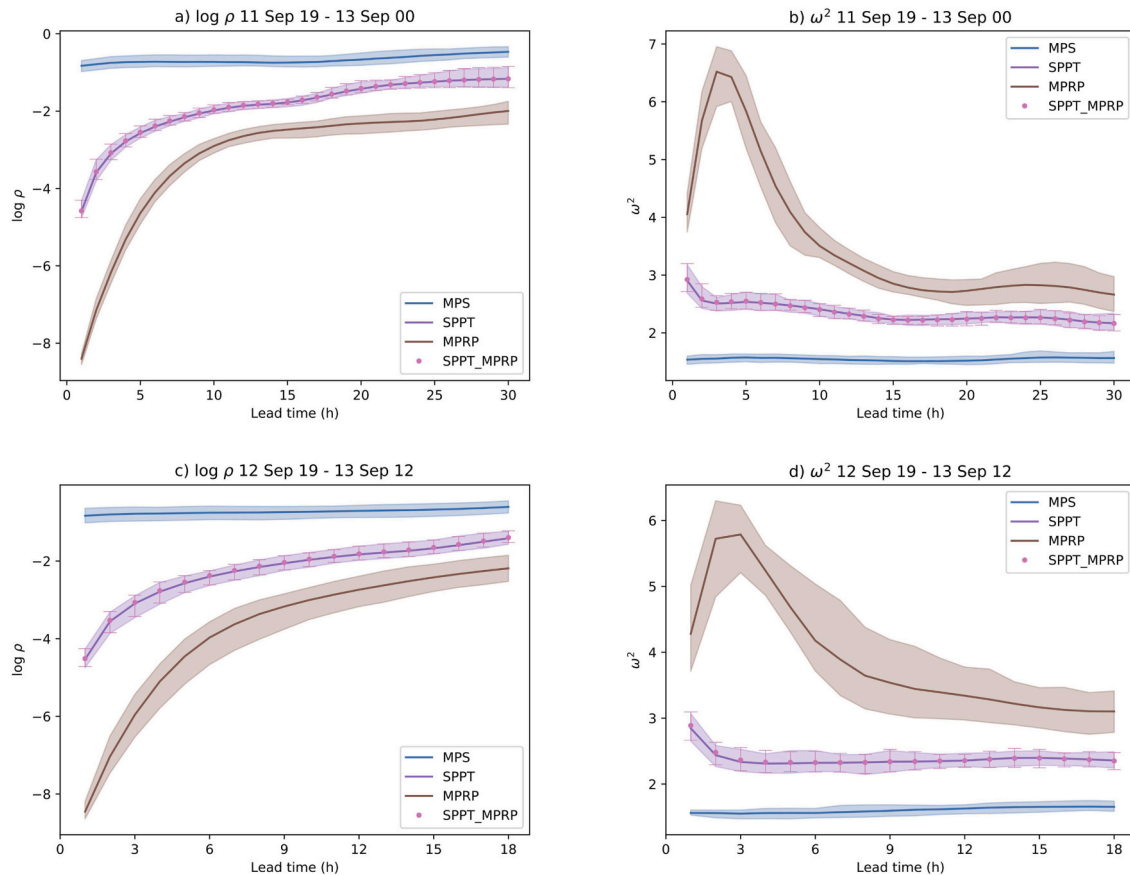 a) log ρ 11 Sep 19 - 13 Sep 00
0
−2
−4
−6
−8
log ρ
MPS
SPPT
MPRP
SPPT_MPRP
0 5 10 15 20 25 30
Lead time (h)
b) ω² 11 Sep 19 - 13 Sep 00
7
6
5
4
3
2
ω²
MPS
SPPT
MPRP
SPPT_MPRP
0 5 10 15 20 25 30
Lead time (h)
c) log ρ 12 Sep 19 - 13 Sep 12
−2
−4
−6
−8
log ρ
MPS
SPPT
MPRP
SPPT_MPRP
0 3 6 9 12 15 18
Lead time (h)
d) ω² 12 Sep 19 - 13 Sep 12
6
5
4
3
2
ω²
MPS
SPPT
MPRP
SPPT_MPRP
0 3 6 9 12 15 18
Lead time (h)